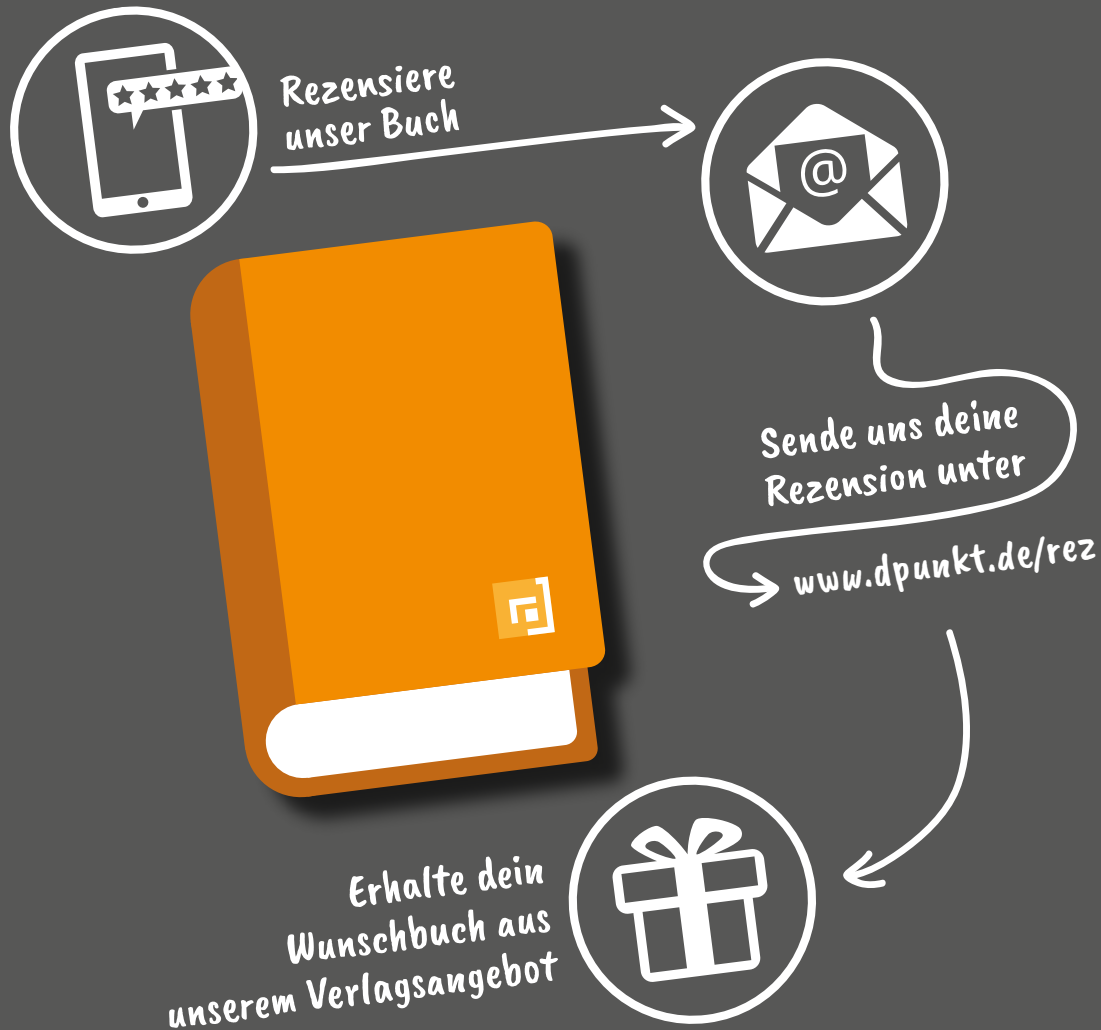 Rezensiere
unser Buch
@
Sende uns deine
Rezension unter
www.dpunkt.de/rez
Erhalte dein
Wunschbuch aus
unserem Verlagsangebot